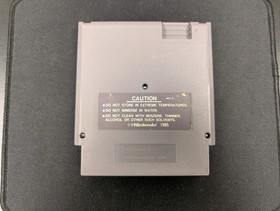 CAUTION
•DO NOT STORE IN EXTREME TEMPERATURES.
•DO NOT IMMERSE IN WATER.
•DO NOT CLEAN WITH BENZENE, THINNER,
ALCOHOL OR OTHER SUCH SOLVENTS.
©Nintendo 1985